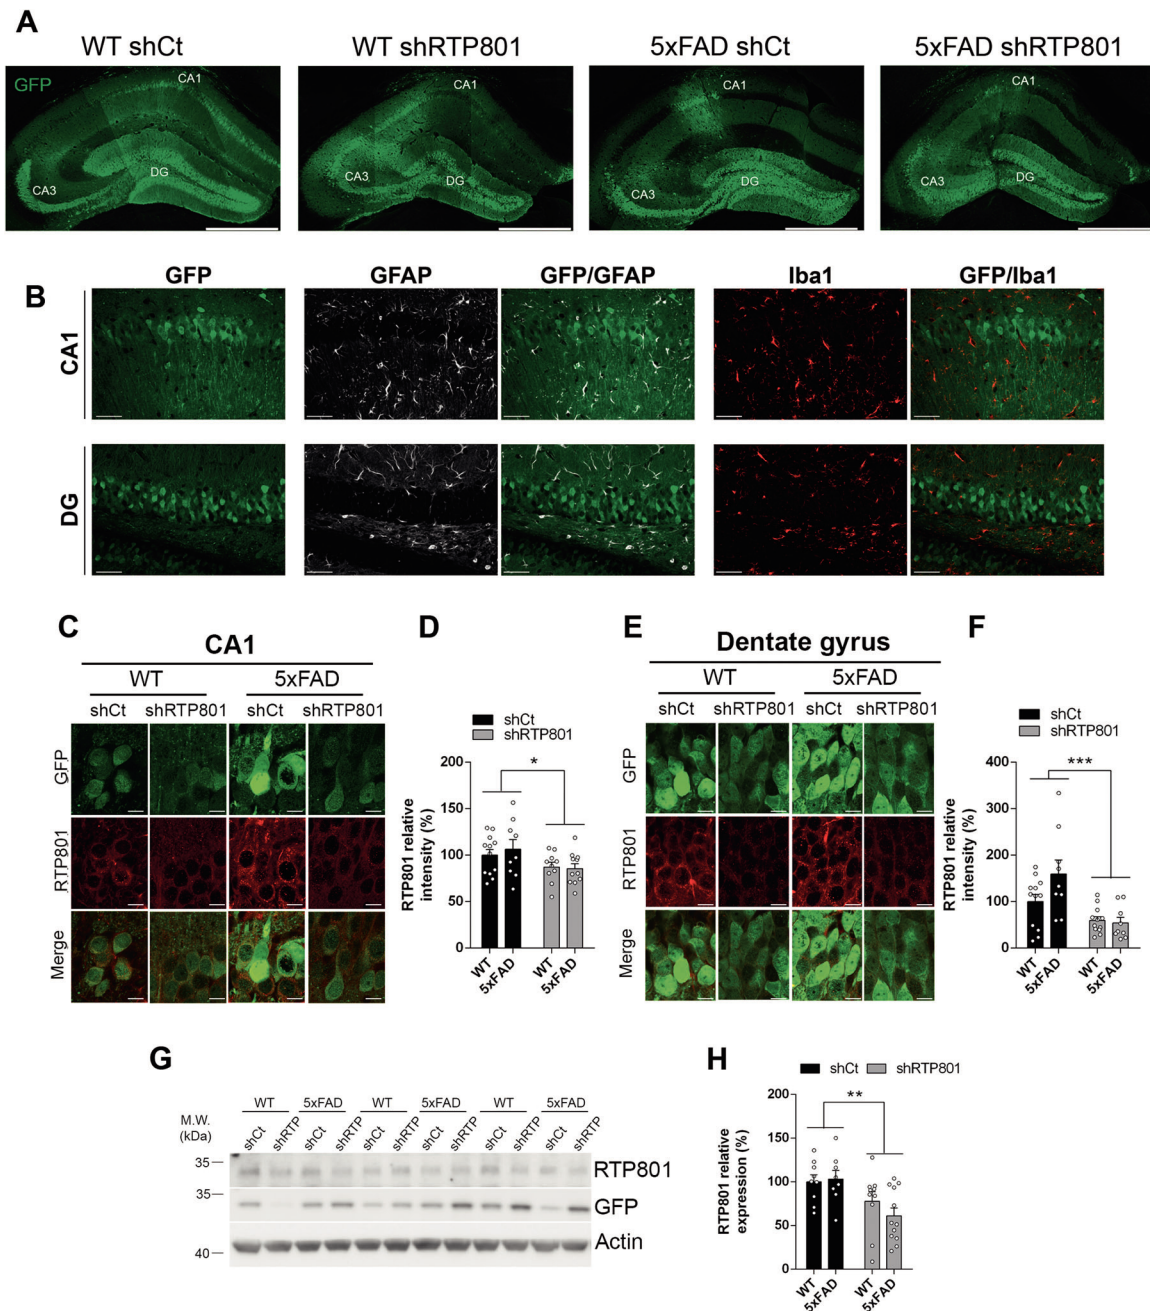 A
WT shCt
WT shRTP801
5xFAD shCt
5xFAD shRTP801
GFP
CA1
CA3
DG
CA1
CA3
DG
CA1
CA3
DG
CA1
CA3
DG
B
GFP
GFAP
GFP/GFAP
Iba1
GFP/Iba1
CA1
DG
C
CA1
WT
5xFAD
shCt
shRTP801
shCt
shRTP801
GFP
RTP801
Merge
D
shCt
shRTP801
*
RTP801 relative
intensity (%)
200
150
100
50
0
WT
5xFAD
WT
5xFAD
E
Dentate gyrus
WT
5xFAD
shCt
shRTP801
shCt
shRTP801
GFP
RTP801
Merge
F
shCt
shRTP801
***
RTP801 relative
intensity (%)
400
300
200
100
0
WT
5xFAD
WT
5xFAD
G
M.W.
(kDa)
WT
5xFAD
WT
5xFAD
WT
5xFAD
shCt
shRTP
shCt
shRTP
shCt
shRTP
shCt
shRTP
shCt
shRTP
shCt
shRTP
35
RTP801
35
GFP
Actin
40
H
shCt
shRTP801
**
RTP801 relative
expression (%)
200
150
100
50
0
WT
5xFAD
WT
5xFAD